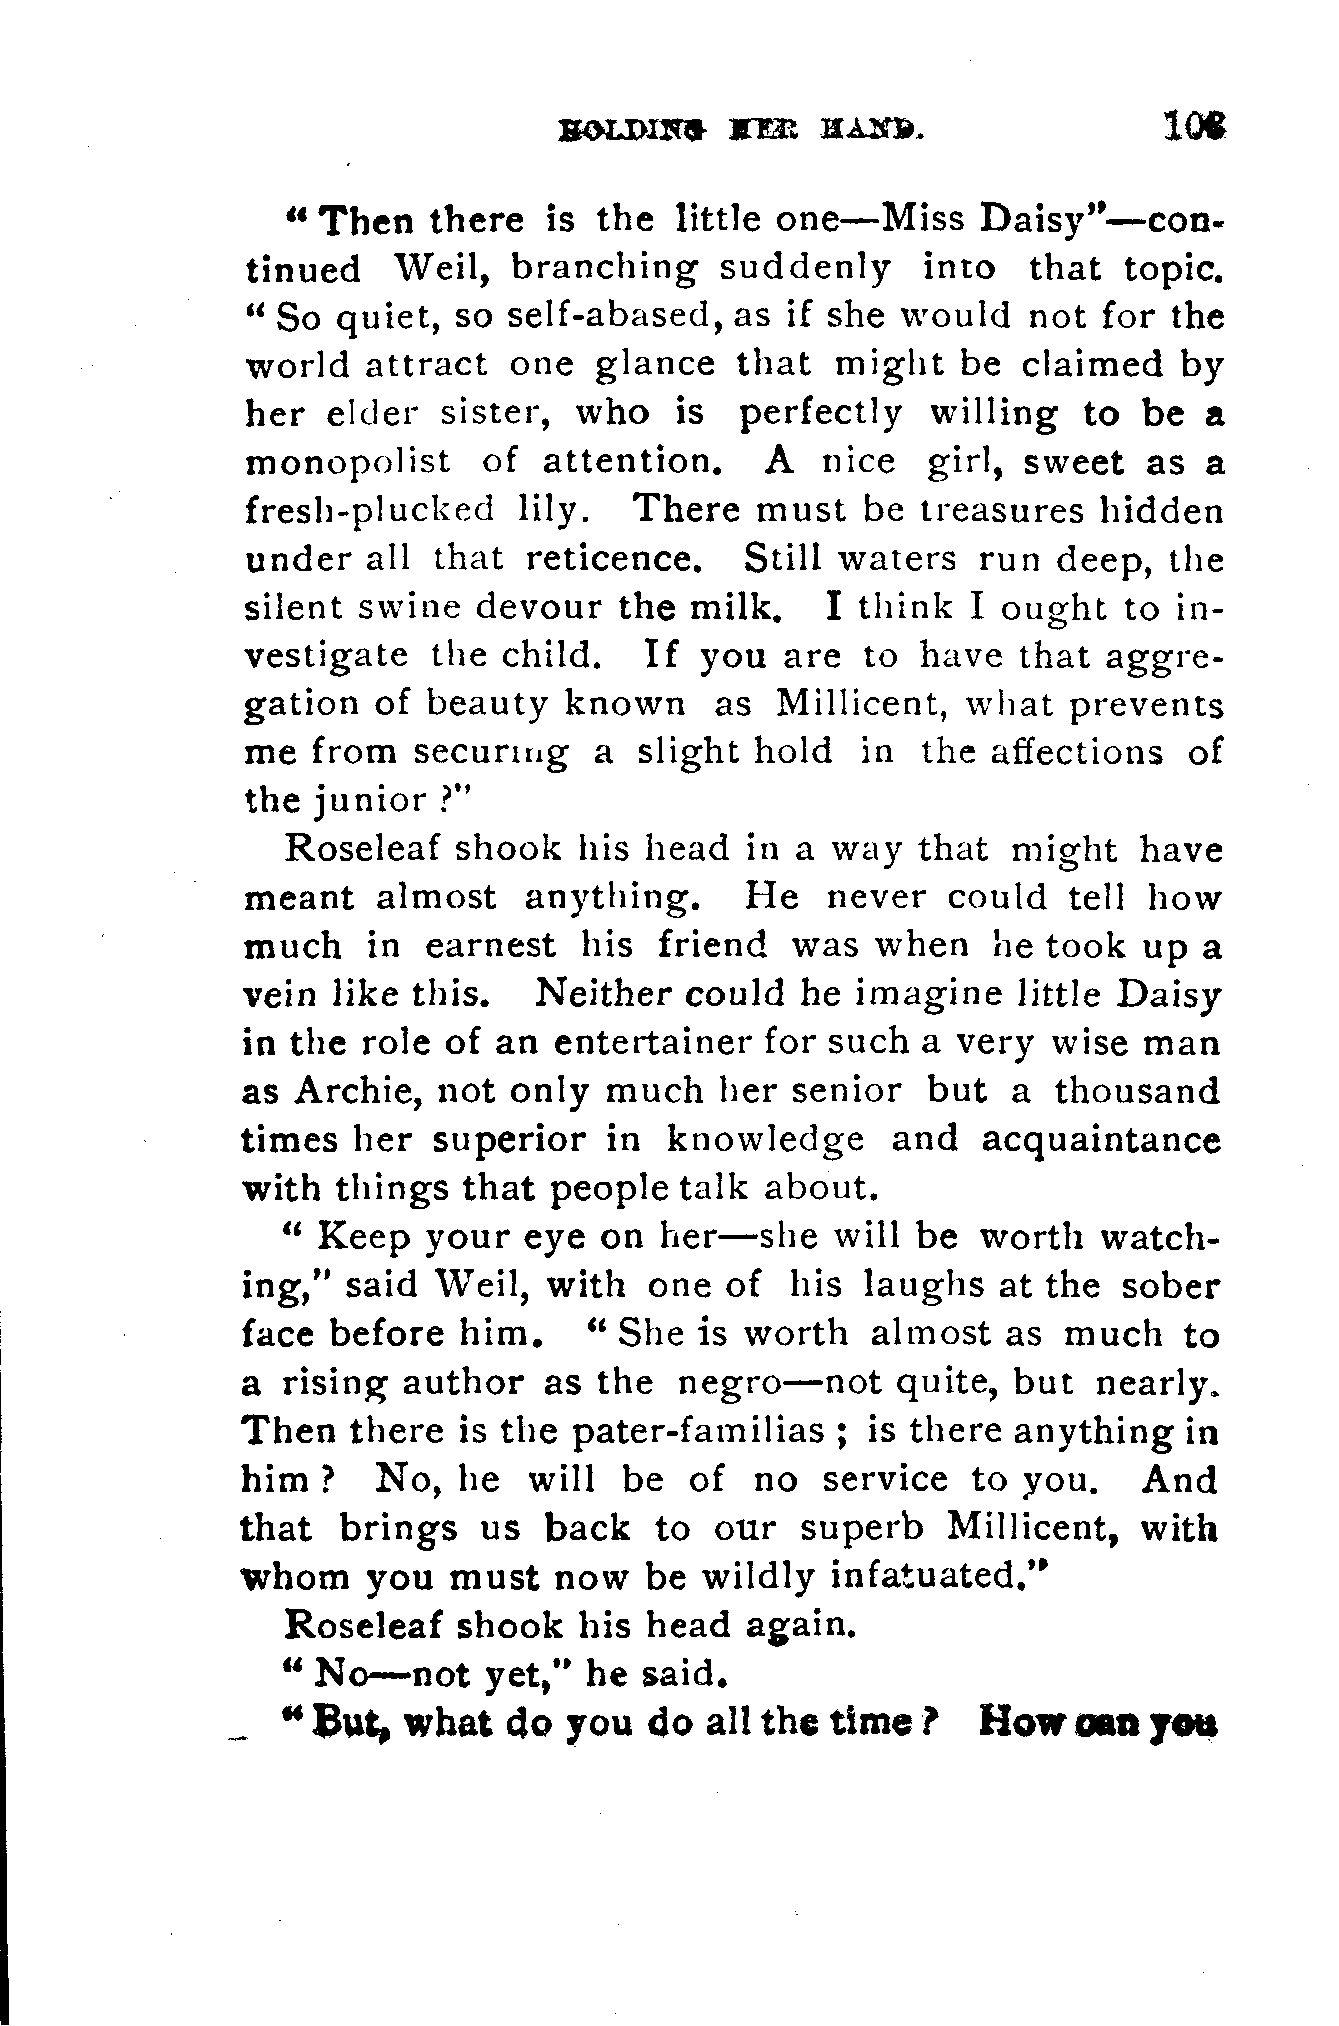 HOLDING HER HAND.
"Then there is the little one—Miss Daisy"—con-
tinued Weil, branching suddenly into that topic.
"So quiet, so self-abased, as if she would not for the
world attract one glance that might be claimed by
her elder sister, who is perfectly willing to be a
monopolist of attention. A nice girl, sweet as a
fresh-plucked lily. There must be treasures hidden
under all that reticence. Still waters run deep, the
silent swine devour the milk. I think I ought to in-
vestigate the child. If you are to have that aggre-
gation of beauty known as Millicent, what prevents
me from securing a slight hold in the affections of
the junior?"
Roseleaf shook his head in a way that might have
meant almost anything. He never could tell how
much in earnest his friend was when he took up a
vein like this. Neither could he imagine little Daisy
in the role of an entertainer for such a very wise man
as Archie, not only much her senior but a thousand
times her superior in knowledge and acquaintance
with things that people talk about.
"Keep your eye on her—she will be worth watch-
ing," said Weil, with one of his laughs at the sober
face before him. "She is worth almost as much to
a rising author as the negro—not quite, but nearly.
Then there is the pater-familias; is there anything in
him? No, he will be of no service to you. And
that brings us back to our superb Millicent, with
whom you must now be wildly infatuated."
Roseleaf shook his head again.
"No—not yet," he said.
"But, what do you do all the time? How can you